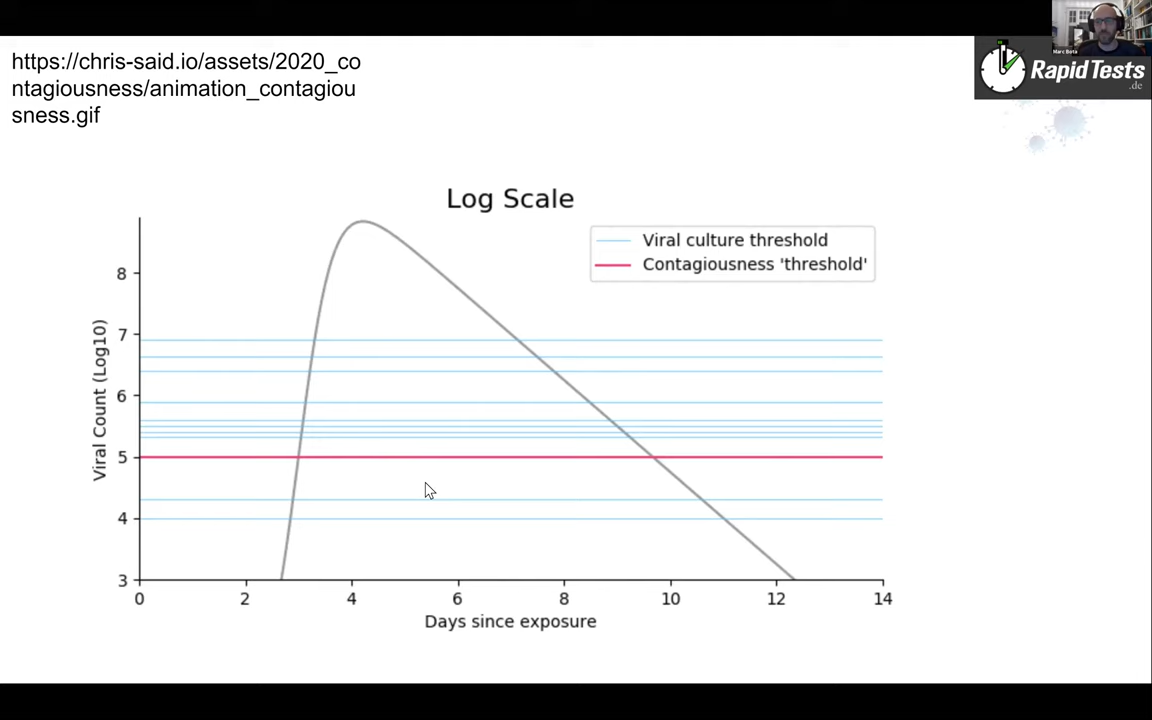 https://chris-said.io/assets/2020_co
ntagiousness/animation_contagiou
sness.gif
Marc Bota
RapidTests
.de
Log Scale
Viral culture threshold
Contagiousness 'threshold'
Viral Count (Log10)
8
7
6
5
4
3
0 2 4 6 8 10 12 14
Days since exposure